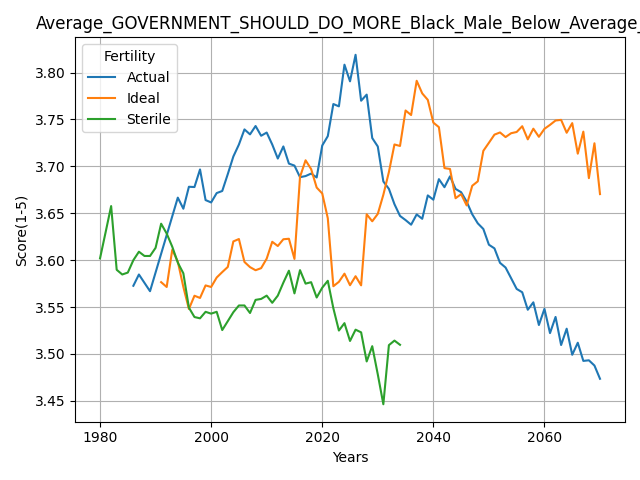 Average_GOVERNMENT_SHOULD_DO_MORE_Black_Male_Below_Average_
Fertility
Actual
Ideal
Sterile
Score(1-5)
3.80
3.75
3.70
3.65
3.60
3.55
3.50
3.45
1980
2000
2020
2040
2060
Years